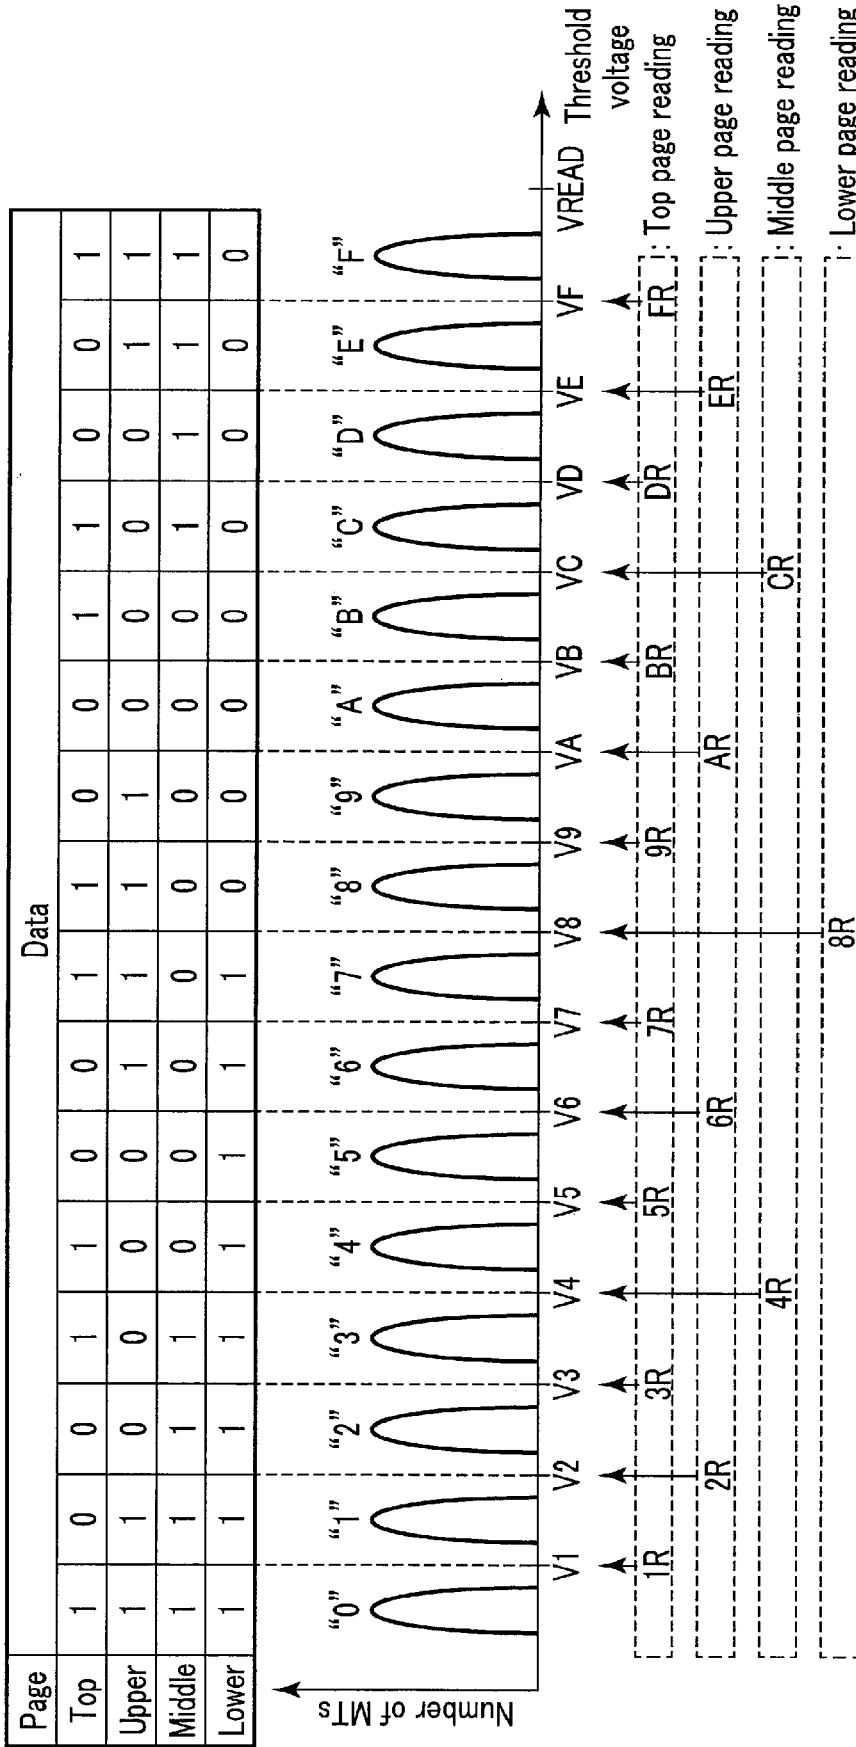 Page Data
Top 1 0 0 1 1 0 0 1 1 0 0 1 1 0 0 1
Upper 1 1 0 0 0 0 1 1 1 1 0 0 0 0 1 1
Middle 1 1 1 1 0 0 0 0 0 0 0 0 1 1 1 1
Lower 1 1 1 1 1 1 1 1 0 0 0 0 0 0 0 0
Number of MTs
“0” “1” “2” “3” “4” “5” “6” “7” “8” “9” “A” “B” “C” “D” “E” “F”
V1 V2 V3 V4 V5 V6 V7 V8 V9 VA VB VC VD VE VF VREAD Threshold
voltage
1R 3R 5R 7R 9R BR DR FR : Top page reading
2R 6R AR ER : Upper page reading
4R CR : Middle page reading
8R : Lower page reading